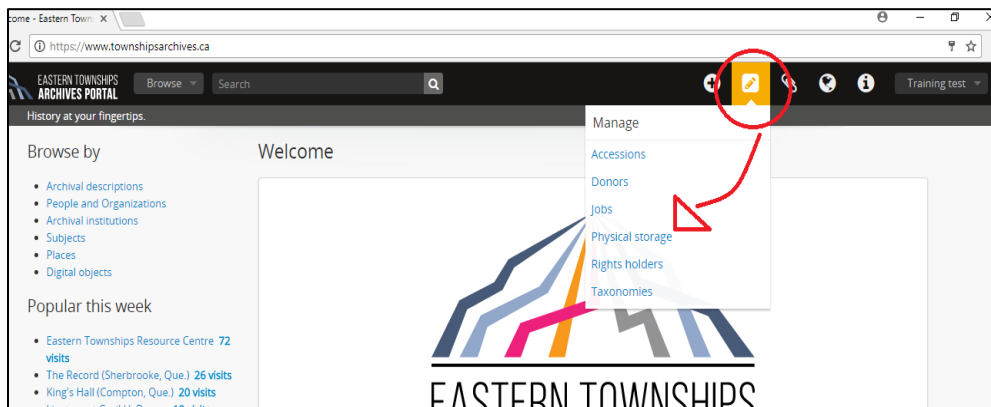 come - Eastern Town
https://www.townshipsarchives.ca
EASTERN TOWNSHIPS
ARCHIVES PORTAL
Browse
Search
Training test
History at your fingertips.
Browse by
Archival descriptions
People and Organizations
Archival institutions
Subjects
Places
Digital objects
Popular this week
Eastern Townships Resource Centre 72
visits
The Record (Sherbrooke, Que.) 26 visits
King's Hall (Compton, Que.) 20 visits
Welcome
Manage
Accessions
Donors
Jobs
Physical storage
Rights holders
Taxonomies
EASTERN TOWNSHIPS